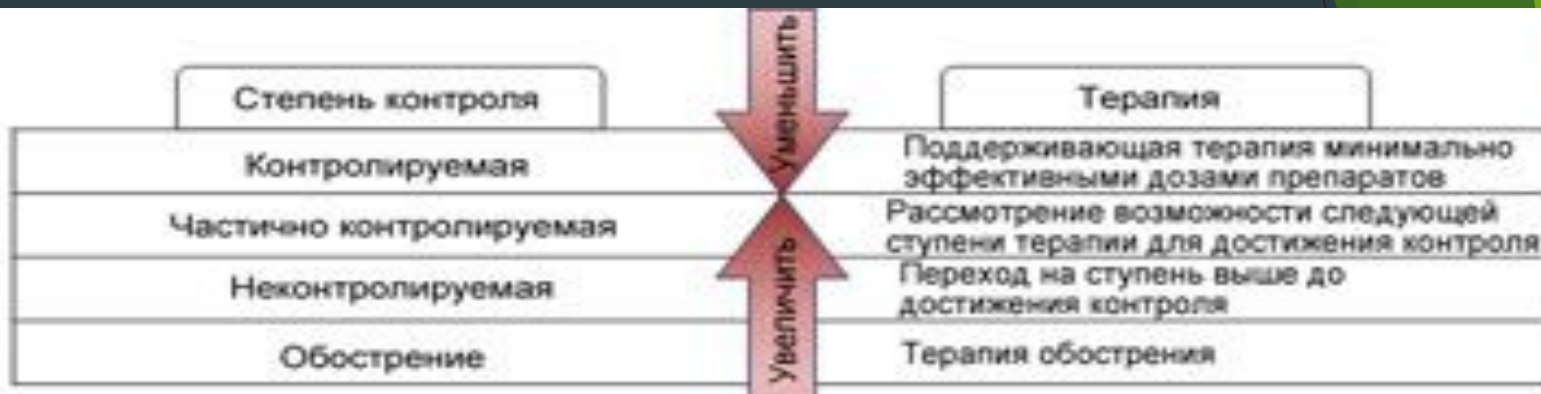 Степень контроля
Уменьшить
Терапия
Контролируемая
Поддерживающая терапия минимально
эффективными дозами препаратов
Частично контролируемая
Рассмотрение возможности следующей
ступени терапии для достижения контроля
Неконтролируемая
Увеличить
Переход на ступень выше до
достижения контроля
Обострение
Терапия обострения